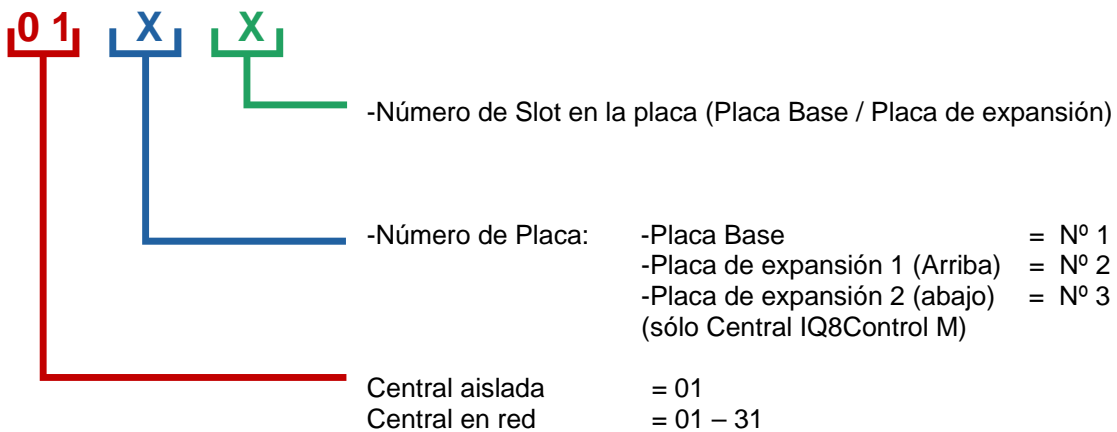 0 1 X X
-Número de Slot en la placa (Placa Base / Placa de expansión)
-Número de Placa: -Placa Base = Nº 1
-Placa de expansión 1 (Arriba) = Nº 2
-Placa de expansión 2 (abajo) = Nº 3
(sólo Central IQ8Control M)
Central aislada = 01
Central en red = 01 – 31